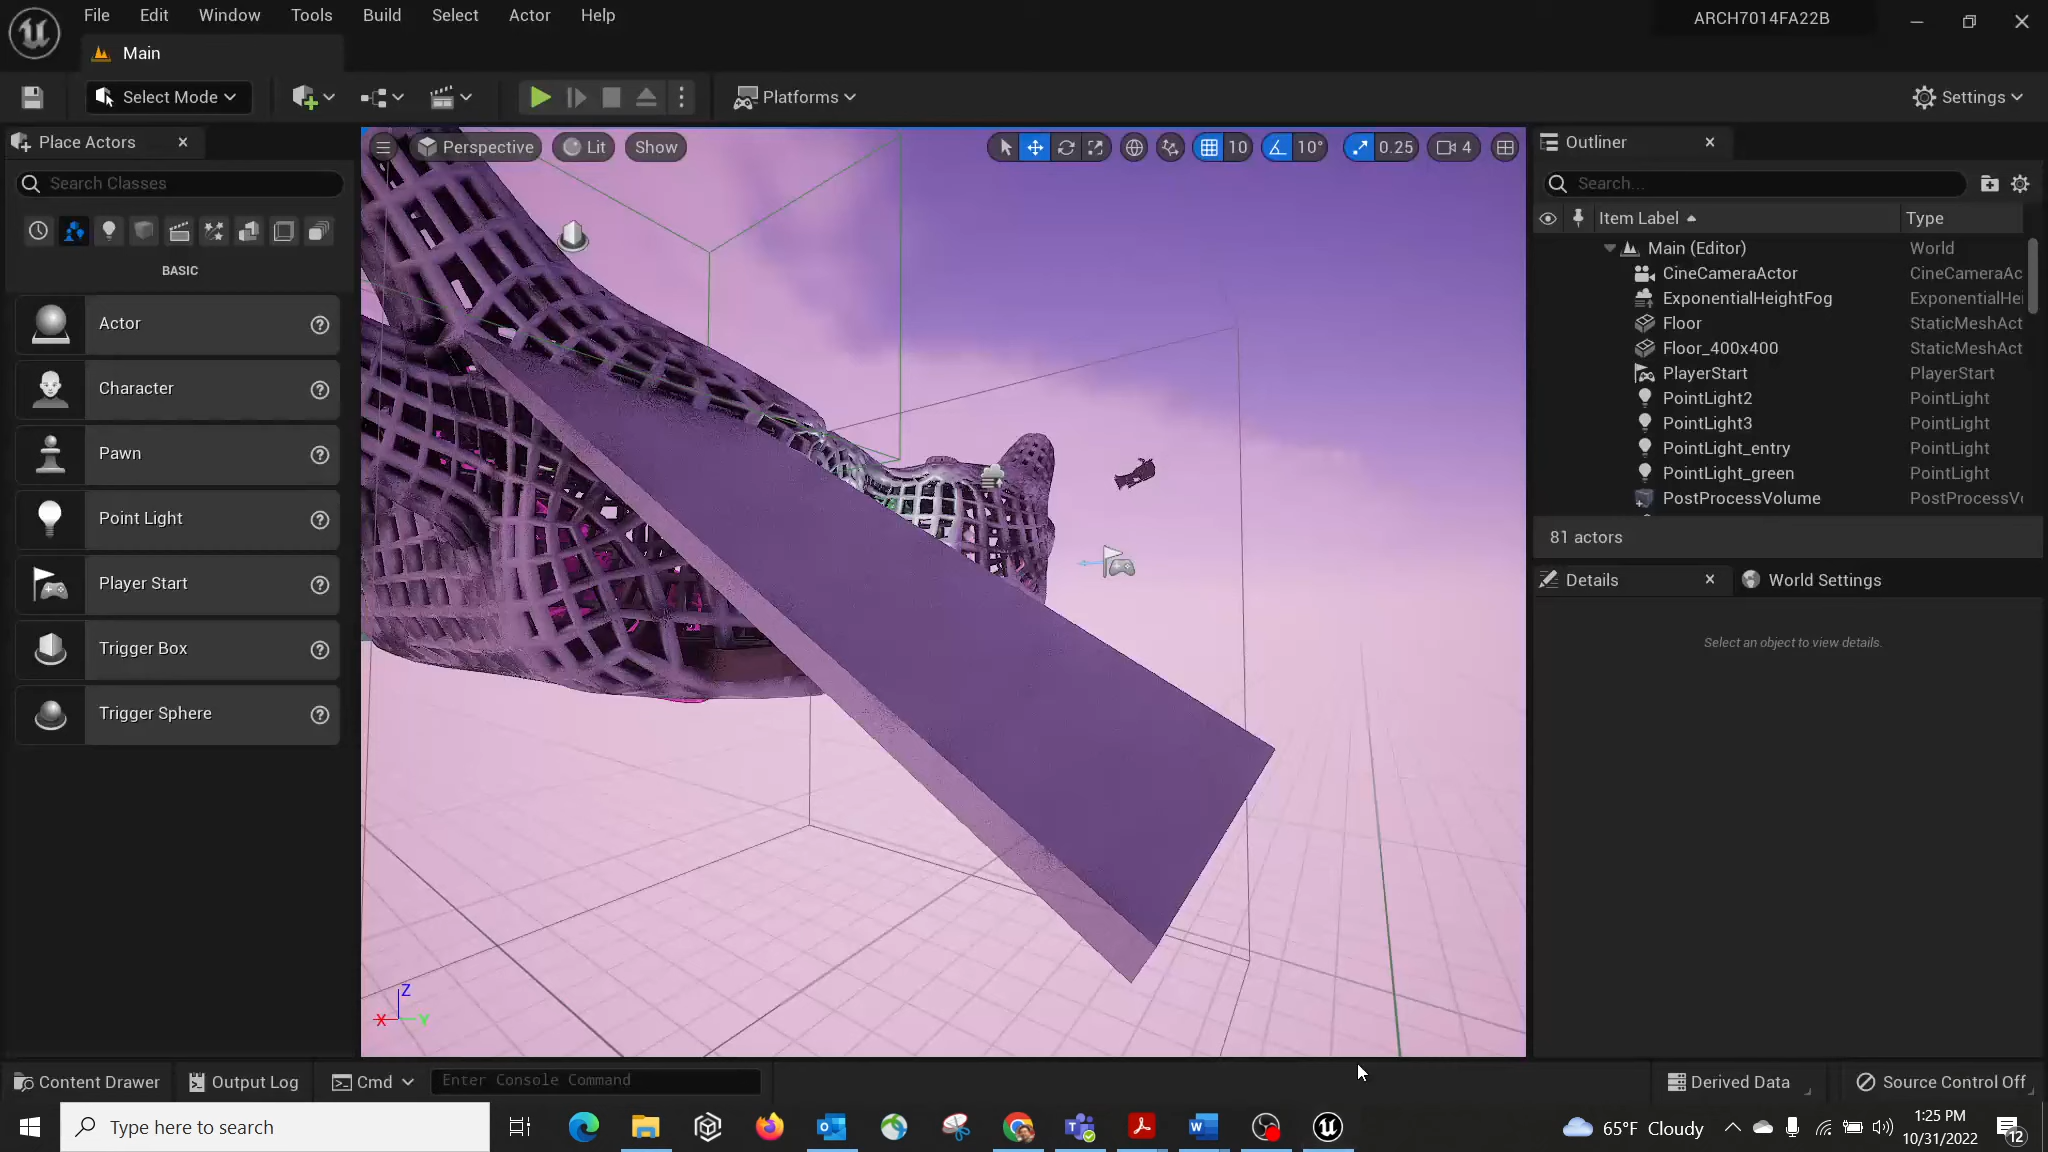 File Edit Window Tools Build Select Actor Help ARCH7014FA22B
Main
Select Mode Platforms Settings
Place Actors Perspective Lit Show 10 10° 0.25 4 Outliner
Search Classes Search...
Item Label Type
BASIC
Main (Editor) World
CineCameraActor CineCameraAc
ExponentialHeightFog ExponentialHei
Actor Floor StaticMeshAct
Floor_400x400 StaticMeshAct
Character PlayerStart PlayerStart
PointLight2 PointLight
PointLight3 PointLight
Pawn PointLight_entry PointLight
PointLight_green PointLight
PostProcessVolume PostProcessV
Point Light
81 actors
Player Start Details World Settings
Trigger Box Select an object to view details.
Trigger Sphere
Z
X Y
Content Drawer Output Log Cmd Enter Console Command Derived Data Source Control Off
Type here to search 65°F Cloudy 1:25 PM
10/31/2022 12